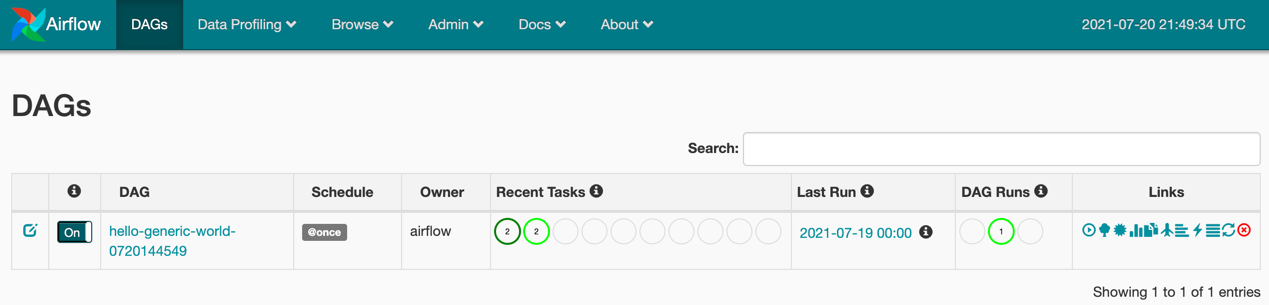 Airflow DAGs Data Profiling Browse Admin Docs About 2021-07-20 21:49:34 UTC
DAGs
Search:
DAG Schedule Owner Recent Tasks Last Run DAG Runs Links
On hello-generic-world- @once airflow 2 2 2021-07-19 00:00 1
0720144549
Showing 1 to 1 of 1 entries